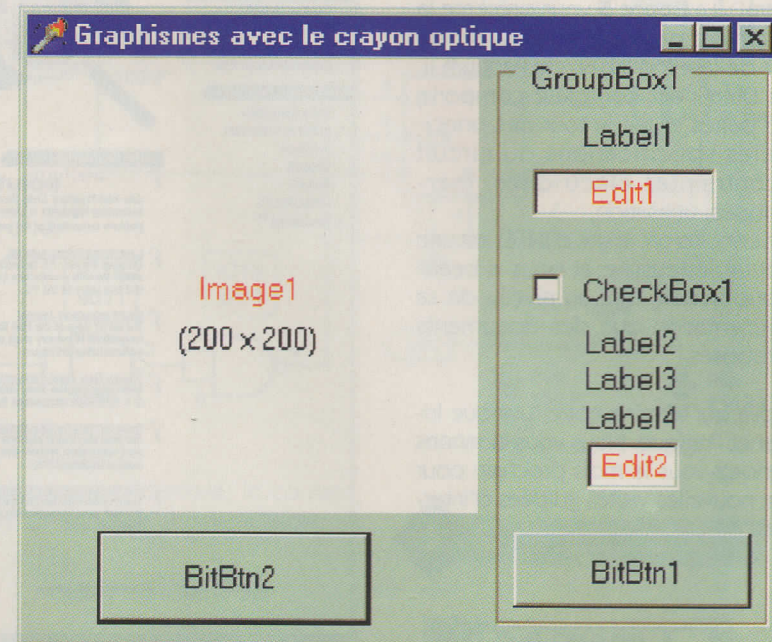 Graphismes avec le crayon optique
GroupBox1
Label1
Edit1
Image1
(200 x 200)
CheckBox1
Label2
Label3
Label4
Edit2
BitBtn2
BitBtn1